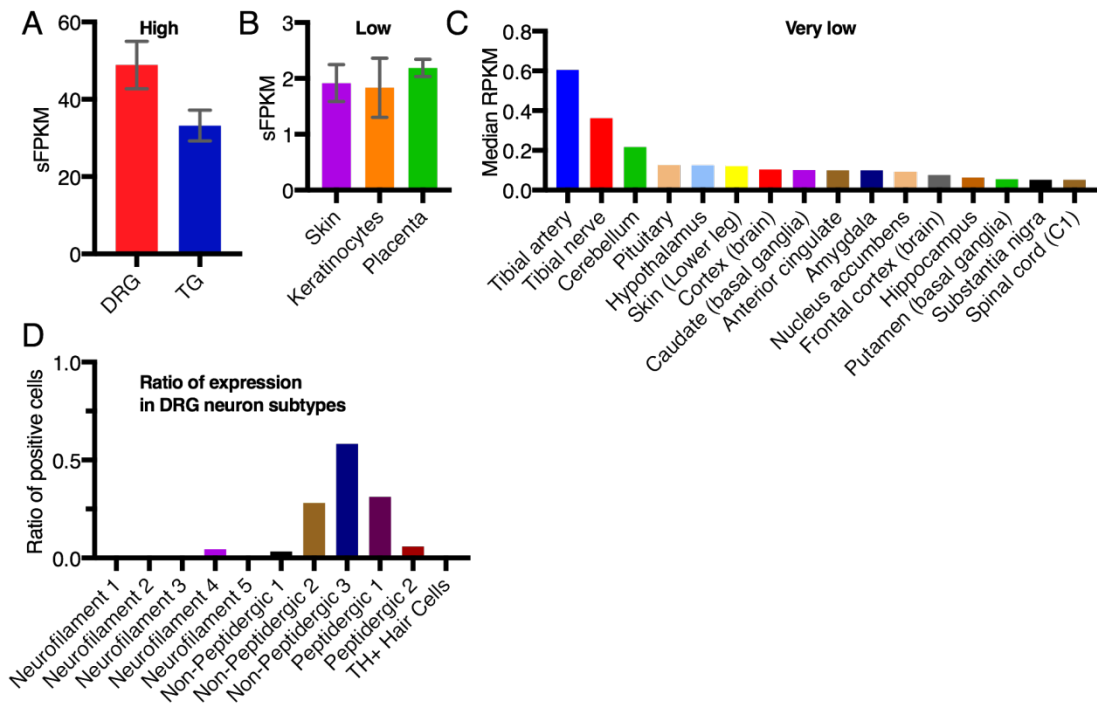 A
High
sFPKM
60
40
20
0
DRG
TG
B
Low
sFPKM
3
2
1
0
Skin
Keratinocytes
Placenta
C
Very low
Median RPKM
0.8
0.6
0.4
0.2
0.0
Tibial artery
Tibial nerve
Cerebellum
Pituitary
Hypothalamus
Skin (Lower leg)
Cortex (brain)
Caudate (basal ganglia)
Anterior cingulate
Amygdala
Nucleus accumbens
Frontal cortex (brain)
Hippocampus
Putamen (basal ganglia)
Substantia nigra
Spinal cord (C1)
D
Ratio of expression
in DRG neuron subtypes
Ratio of positive cells
1.0
0.5
0.0
Neurofilament 1
Neurofilament 2
Neurofilament 3
Neurofilament 4
Neurofilament 5
Non-Peptidergic 1
Non-Peptidergic 2
Non-Peptidergic 3
Peptidergic 1
Peptidergic 2
TH+ Hair Cells